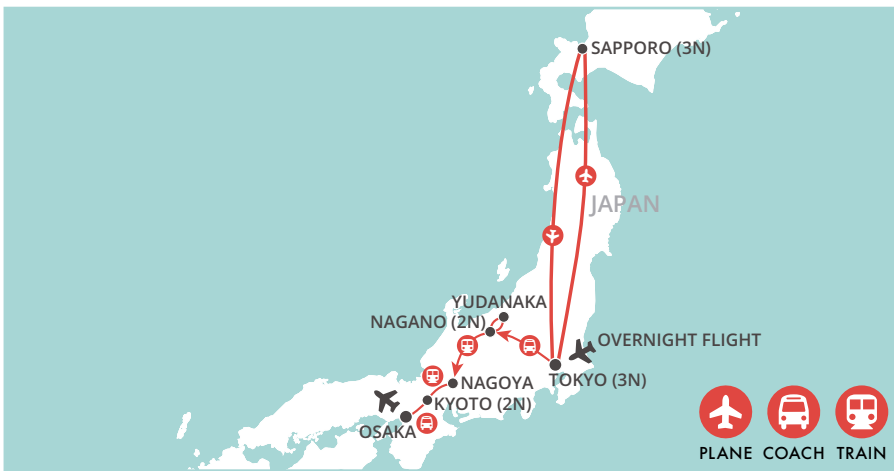 SAPPORO (3N)
JAPAN
YUDANAKA
NAGANO (2N)
OVERNIGHT FLIGHT
TOKYO (3N)
NAGOYA
KYOTO (2N)
OSAKA
PLANE COACH TRAIN